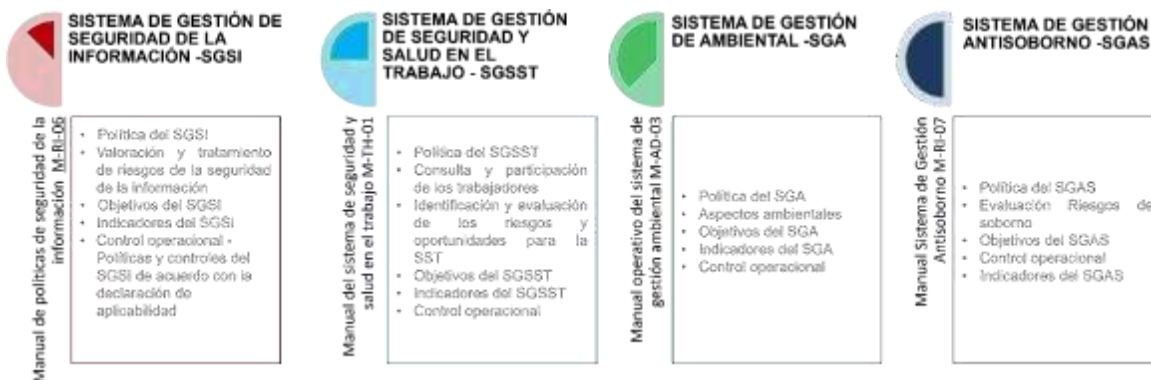 SISTEMA DE GESTIÓN DE
SEGURIDAD DE LA
INFORMACIÓN -SGSI
Manual de políticas de seguridad de la
información M-RI-06
• Política del SGSI
• Valoración y tratamiento
de riesgos de la seguridad
de la información
• Objetivos del SGSI
• Indicadores del SGSI
• Control operacional -
Políticas y controles del
SGSI de acuerdo con la
declaración de
aplicabilidad
SISTEMA DE GESTIÓN
DE SEGURIDAD Y
SALUD EN EL
TRABAJO - SGSST
Manual del sistema de seguridad y
salud en el trabajo M-TH-01
• Política del SGSST
• Consulta y participación
de los trabajadores
• Identificación y evaluación
de los riesgos y
oportunidades para la
SST
• Objetivos del SGSST
• Indicadores del SGSST
• Control operacional
SISTEMA DE GESTIÓN
DE AMBIENTAL -SGA
Manual operativo del sistema de
gestión ambiental M-AD-03
• Política del SGA
• Aspectos ambientales
• Objetivos del SGA
• Indicadores del SGA
• Control operacional
SISTEMA DE GESTIÓN
ANTISOBORNO -SGAS
Manual Sistema de Gestión
Antisoborno M-RI-07
• Política del SGAS
• Evaluación Riesgos de
soborno
• Objetivos del SGAS
• Control operacional
• Indicadores del SGAS